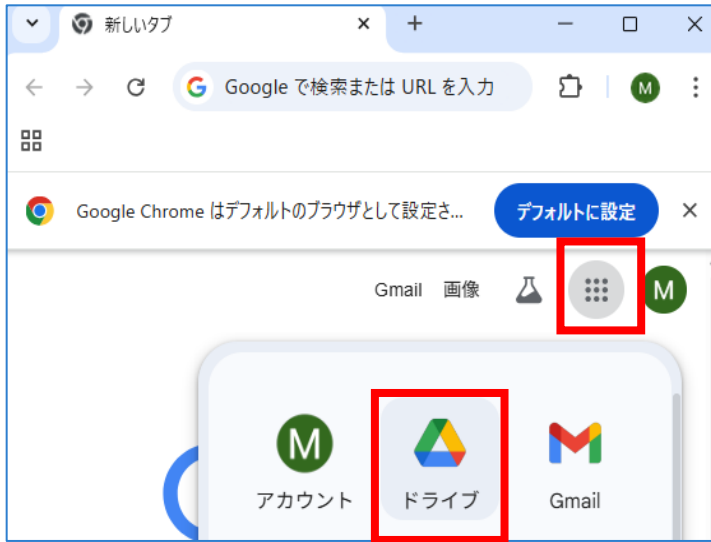 新しいタブ
Google で検索または URL を入力
M
Google Chrome はデフォルトのブラウザとして設定さ...
デフォルトに設定
Gmail 画像
M
M
アカウント ドライブ Gmail